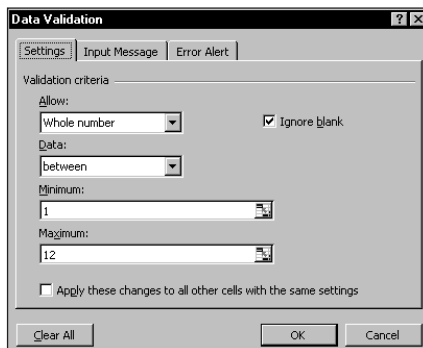 Data Validation
Settings
Input Message
Error Alert
Validation criteria
Allow:
Whole number
Ignore blank
Data:
between
Minimum:
1
Maximum:
12
Apply these changes to all other cells with the same settings
Clear All
OK
Cancel